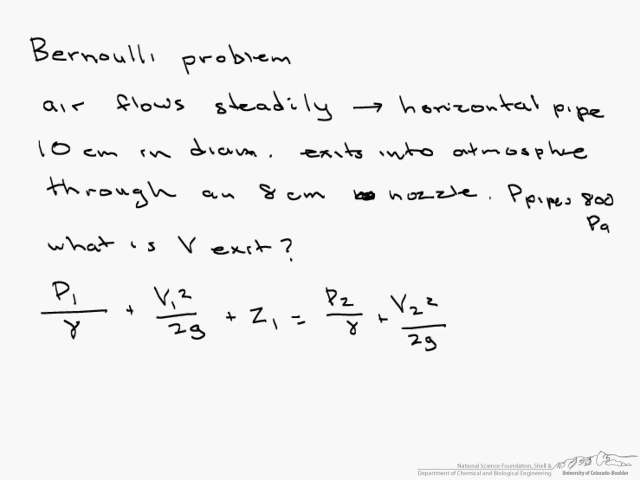 Bernoulli problem
air flows steadily → horizontal pipe
10 cm in diam. exits into atmosphe
through an 8 cm nozzle. Ppipe = 800
Pa
what is V exit?
P₁/γ + V₁²/2g + Z₁ = P₂/γ + V₂²/2g
National Science Foundation, Shell &
Department of Chemical and Biological Engineering
University of Colorado-Boulder